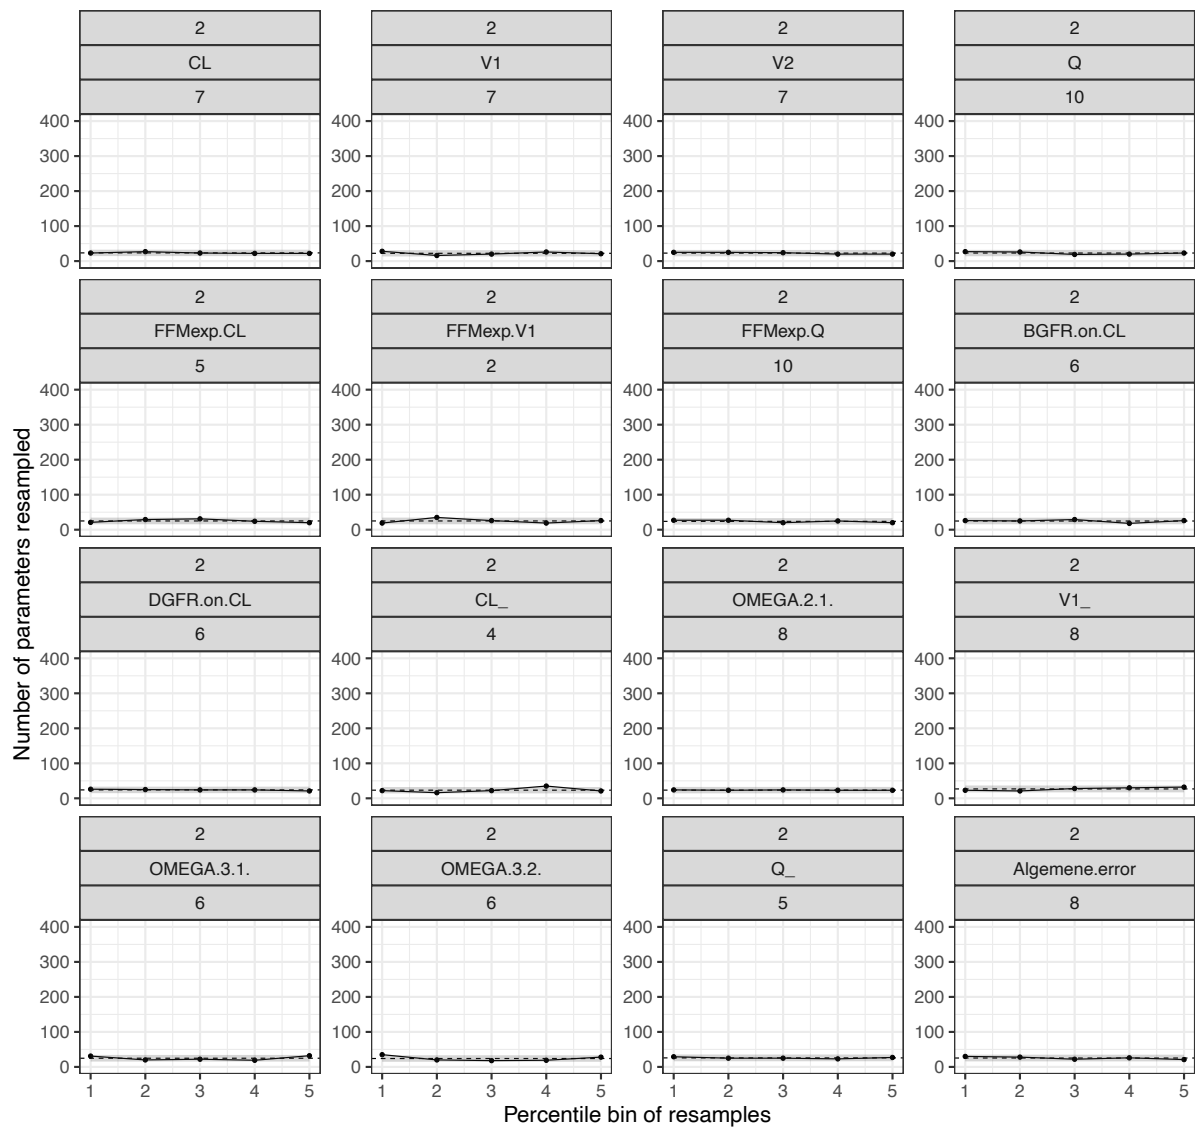 2 2 2 2
CL V1 V2 Q
7 7 7 10
400 400 400 400
300 300 300 300
200 200 200 200
100 100 100 100
0 0 0 0
2 2 2 2
FFMexp.CL FFMexp.V1 FFMexp.Q BGFR.on.CL
5 2 10 6
400 400 400 400
300 300 300 300
200 200 200 200
100 100 100 100
0 0 0 0
Number of parameters resampled
2 2 2 2
DGFR.on.CL CL_ OMEGA.2.1. V1_
6 4 8 8
400 400 400 400
300 300 300 300
200 200 200 200
100 100 100 100
0 0 0 0
2 2 2 2
OMEGA.3.1. OMEGA.3.2. Q_ Algemene.error
6 6 5 8
400 400 400 400
300 300 300 300
200 200 200 200
100 100 100 100
0 0 0 0
1 2 3 4 5 1 2 3 4 5 1 2 3 4 5 1 2 3 4 5
Percentile bin of resamples